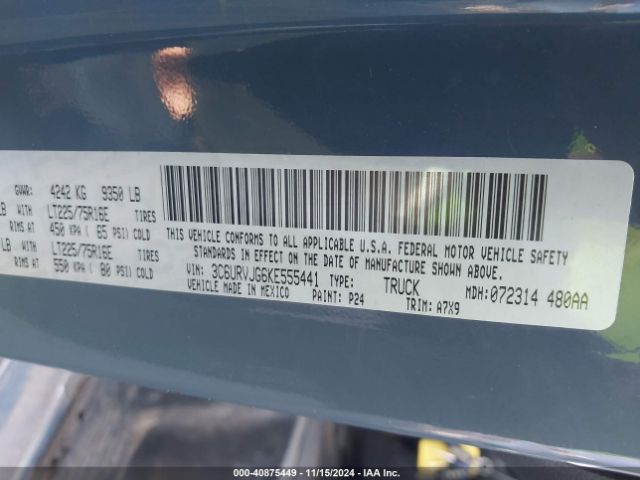 GVWR: 4242 KG 9350 LB
LB WITH LT225/75R16E TIRES
RIMS AT 450 KPA ( 65 PSI) COLD
LB WITH LT225/75R16E TIRES
RIMS AT 550 KPA ( 80 PSI) COLD
THIS VEHICLE CONFORMS TO ALL APPLICABLE U.S.A. FEDERAL MOTOR VEHICLE SAFETY
STANDARDS IN EFFECT ON THE DATE OF MANUFACTURE SHOWN ABOVE.
VIN: 3C6URVJG6KE555441 TYPE: TRUCK MDH:072314 480AA
VEHICLE MADE IN MEXICO PAINT: P24 TRIM: A7X9
000-40875449 - 11/15/2024 - IAA Inc.